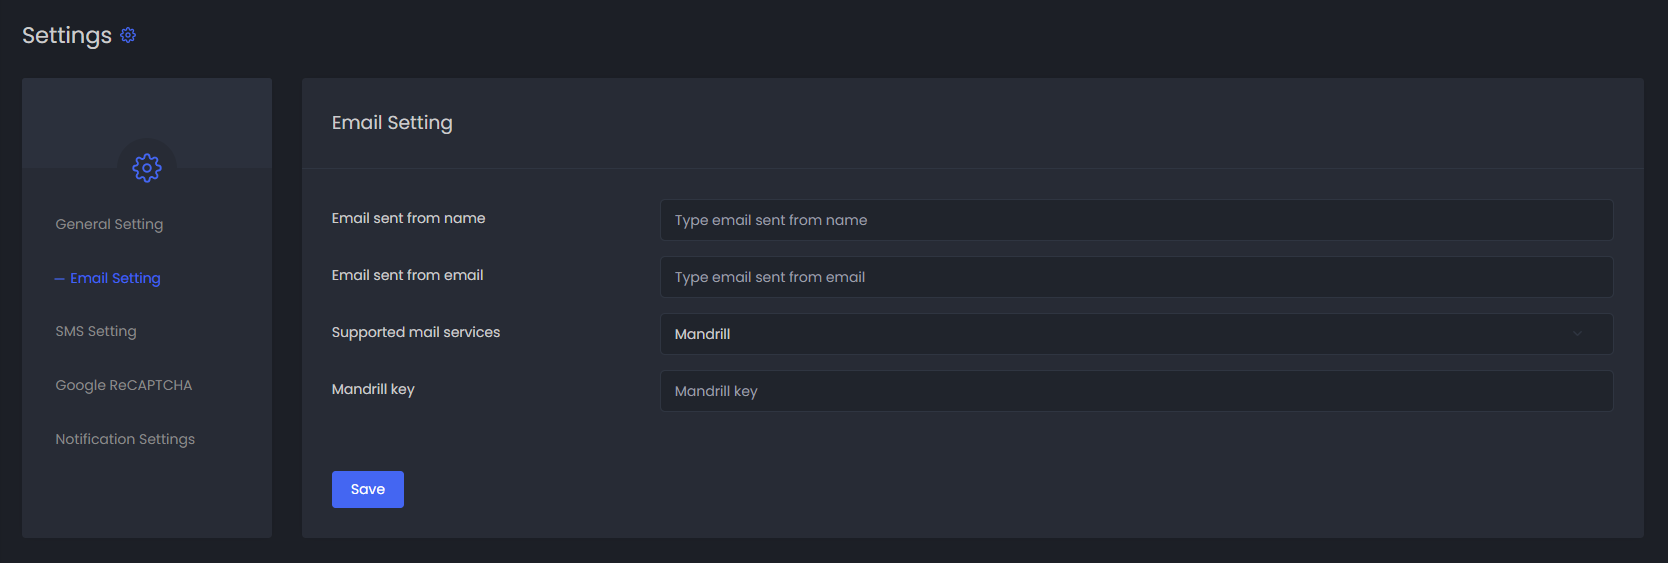 Settings
General Setting
— Email Setting
SMS Setting
Google ReCAPTCHA
Notification Settings
Email Setting
Email sent from name
Type email sent from name
Email sent from email
Type email sent from email
Supported mail services
Mandrill
Mandrill key
Mandrill key
Save